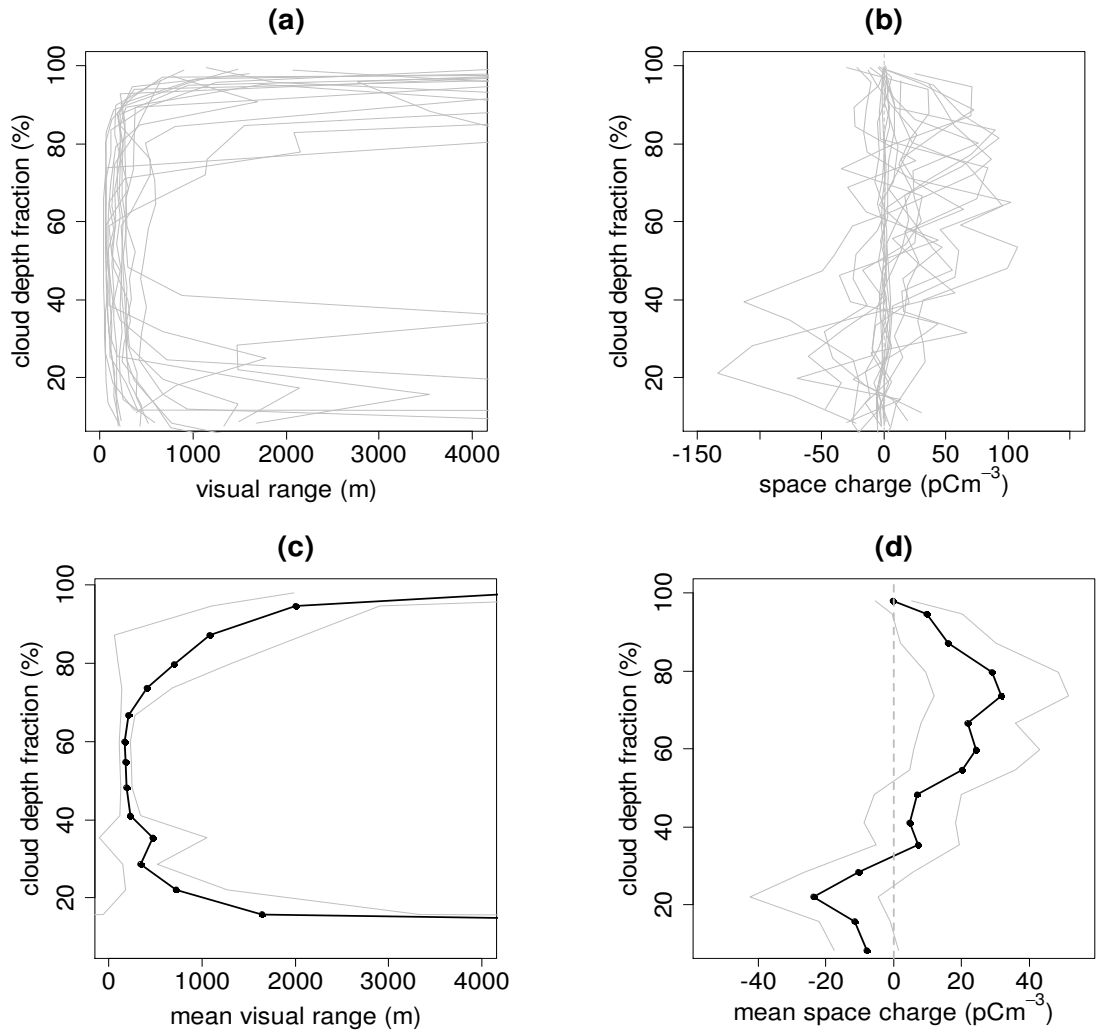 (a)
cloud depth fraction (%)
100
80
60
40
20
0 1000 2000 3000 4000
visual range (m)
(b)
cloud depth fraction (%)
100
80
60
40
20
-150 -50 0 50 100
space charge (pCm⁻³)
(c)
cloud depth fraction (%)
100
80
60
40
20
0 1000 2000 3000 4000
mean visual range (m)
(d)
cloud depth fraction (%)
100
80
60
40
20
-40 -20 0 20 40
mean space charge (pCm⁻³)